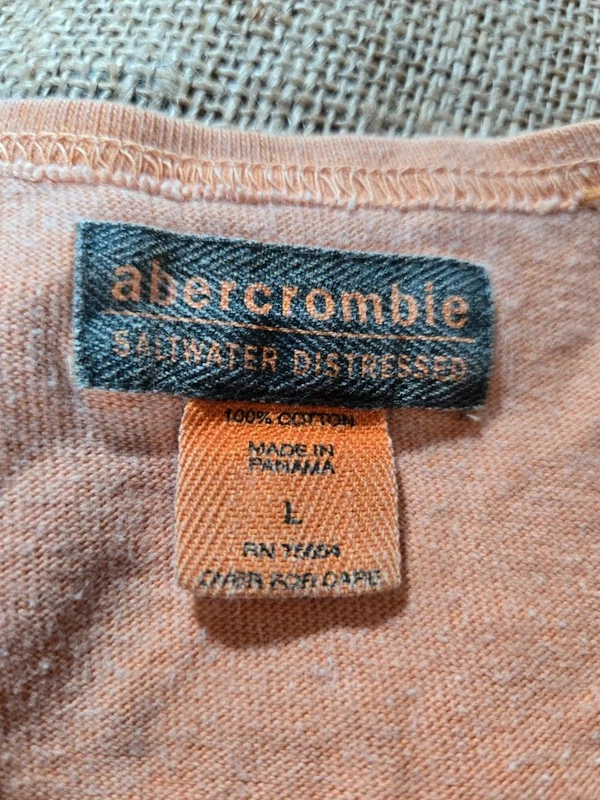 abercrombie
SALTWATER DISTRESSED
100% COTTON
MADE IN
PANAMA
L
RN 75654
OVER FOR CARE